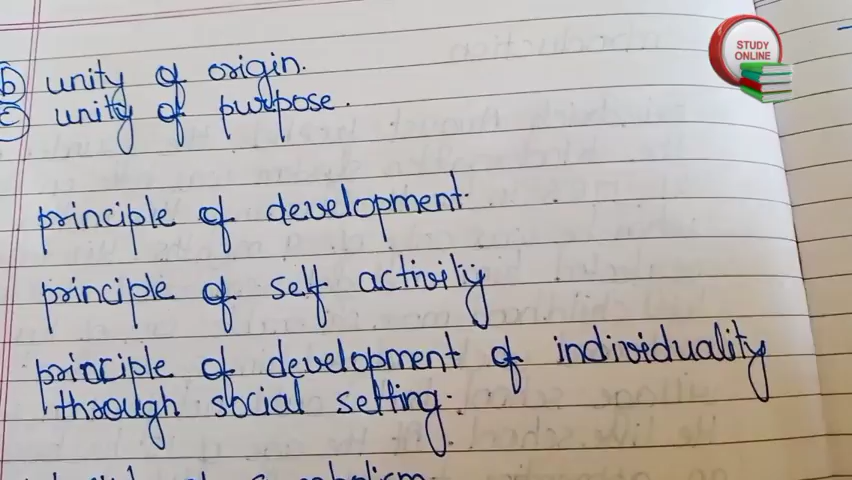 STUDY
ONLINE
b unity of origin.
c unity of purpose.
principle of development.
principle of self activity
principle of development of individuality
through social setting.